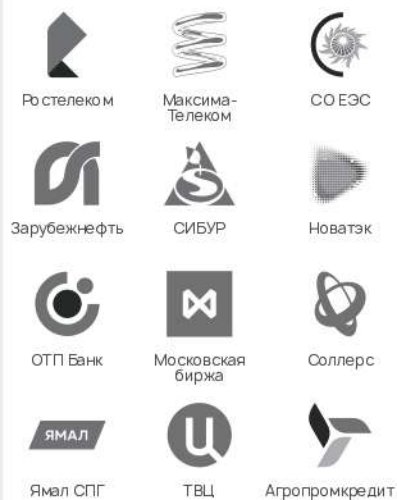 Ростелеком
Максима-
Телеком
СО ЕЭС
Зарубежнефть
СИБУР
Новатэк
ОТП Банк
Московская
биржа
Соллерс
ЯМАЛ
Ямал СПГ
Ц
ТВЦ
Агропромкредит